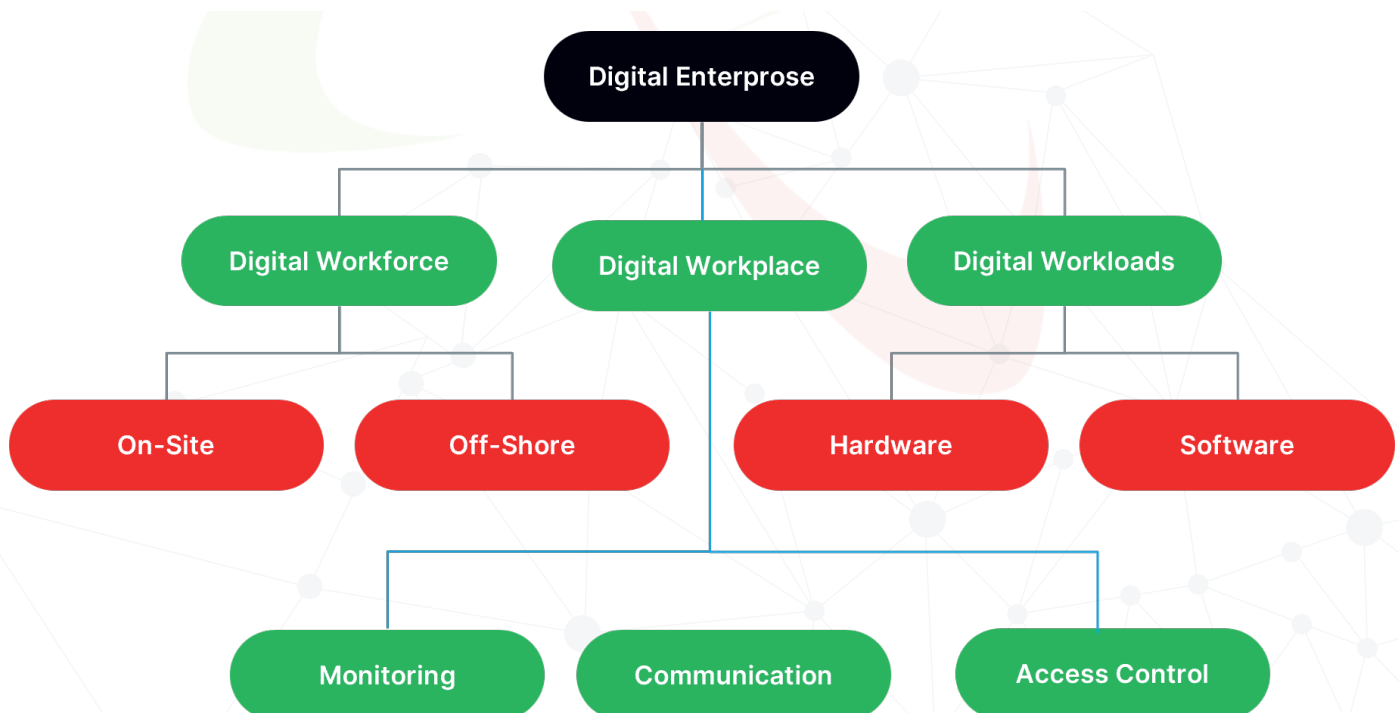 Digital Enterprose
Digital Workforce
Digital Workplace
Digital Workloads
On-Site
Off-Shore
Hardware
Software
Monitoring
Communication
Access Control